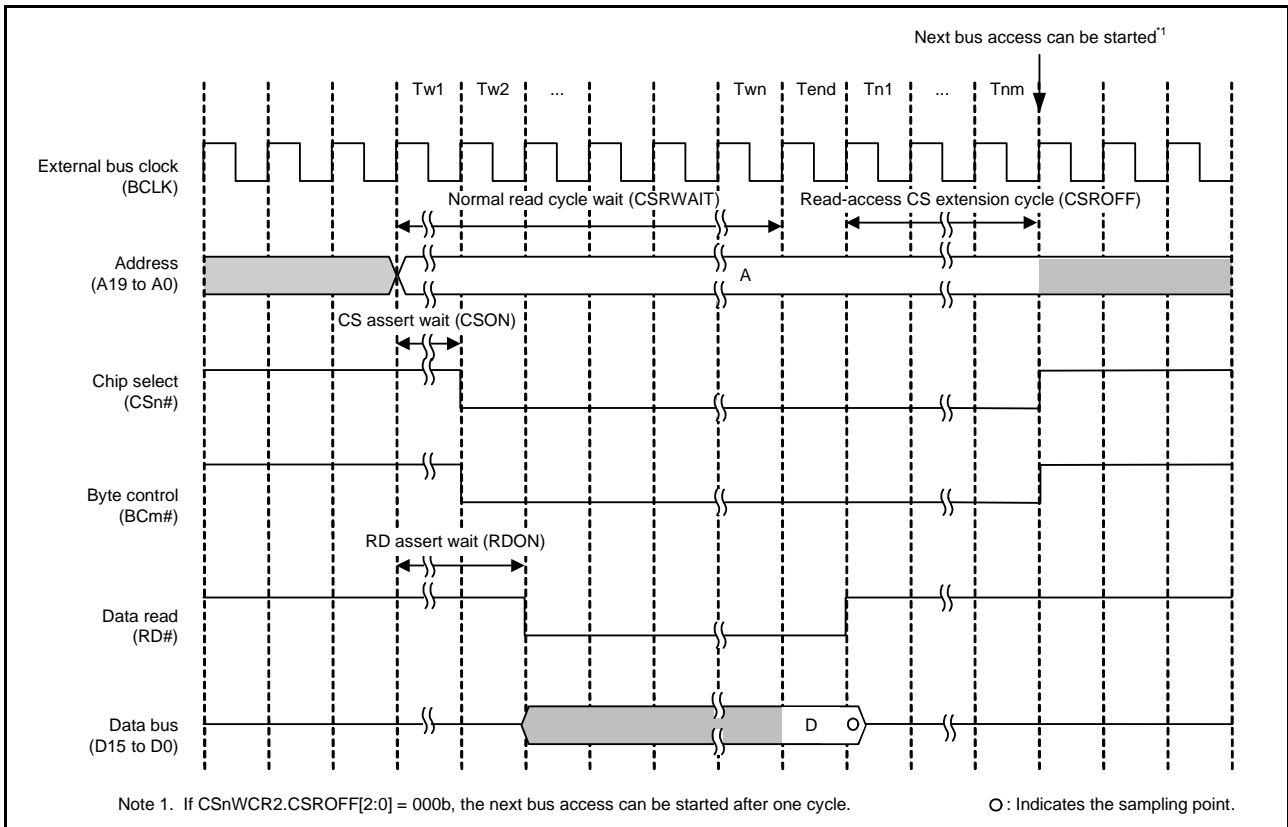 Next bus access can be started*1
Tw1 Tw2 ... Twn Tend Tn1 ... Tnm
External bus clock
(BCLK)
Normal read cycle wait (CSRWAIT) Read-access CS extension cycle (CSROFF)
Address
(A19 to A0)
A
CS assert wait (CSON)
Chip select
(CSn#)
Byte control
(BCm#)
RD assert wait (RDON)
Data read
(RD#)
Data bus
(D15 to D0)
D
Note 1. If CSnWCR2.CSROFF[2:0] = 000b, the next bus access can be started after one cycle.
O : Indicates the sampling point.